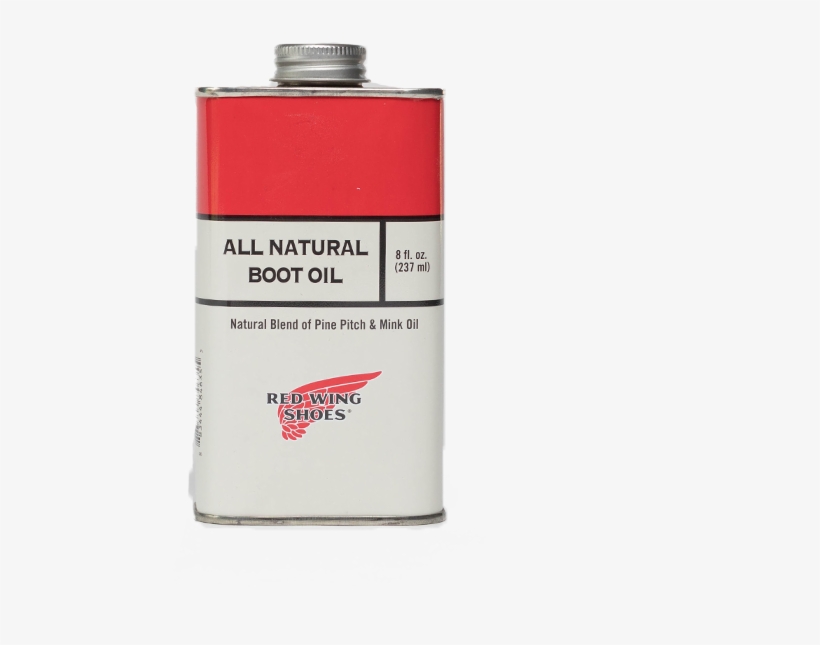 ALL NATURAL
BOOT OIL
8 fl. oz.
(237 ml)
Natural Blend of Pine Pitch & Mink Oil
RED WING
SHOES®